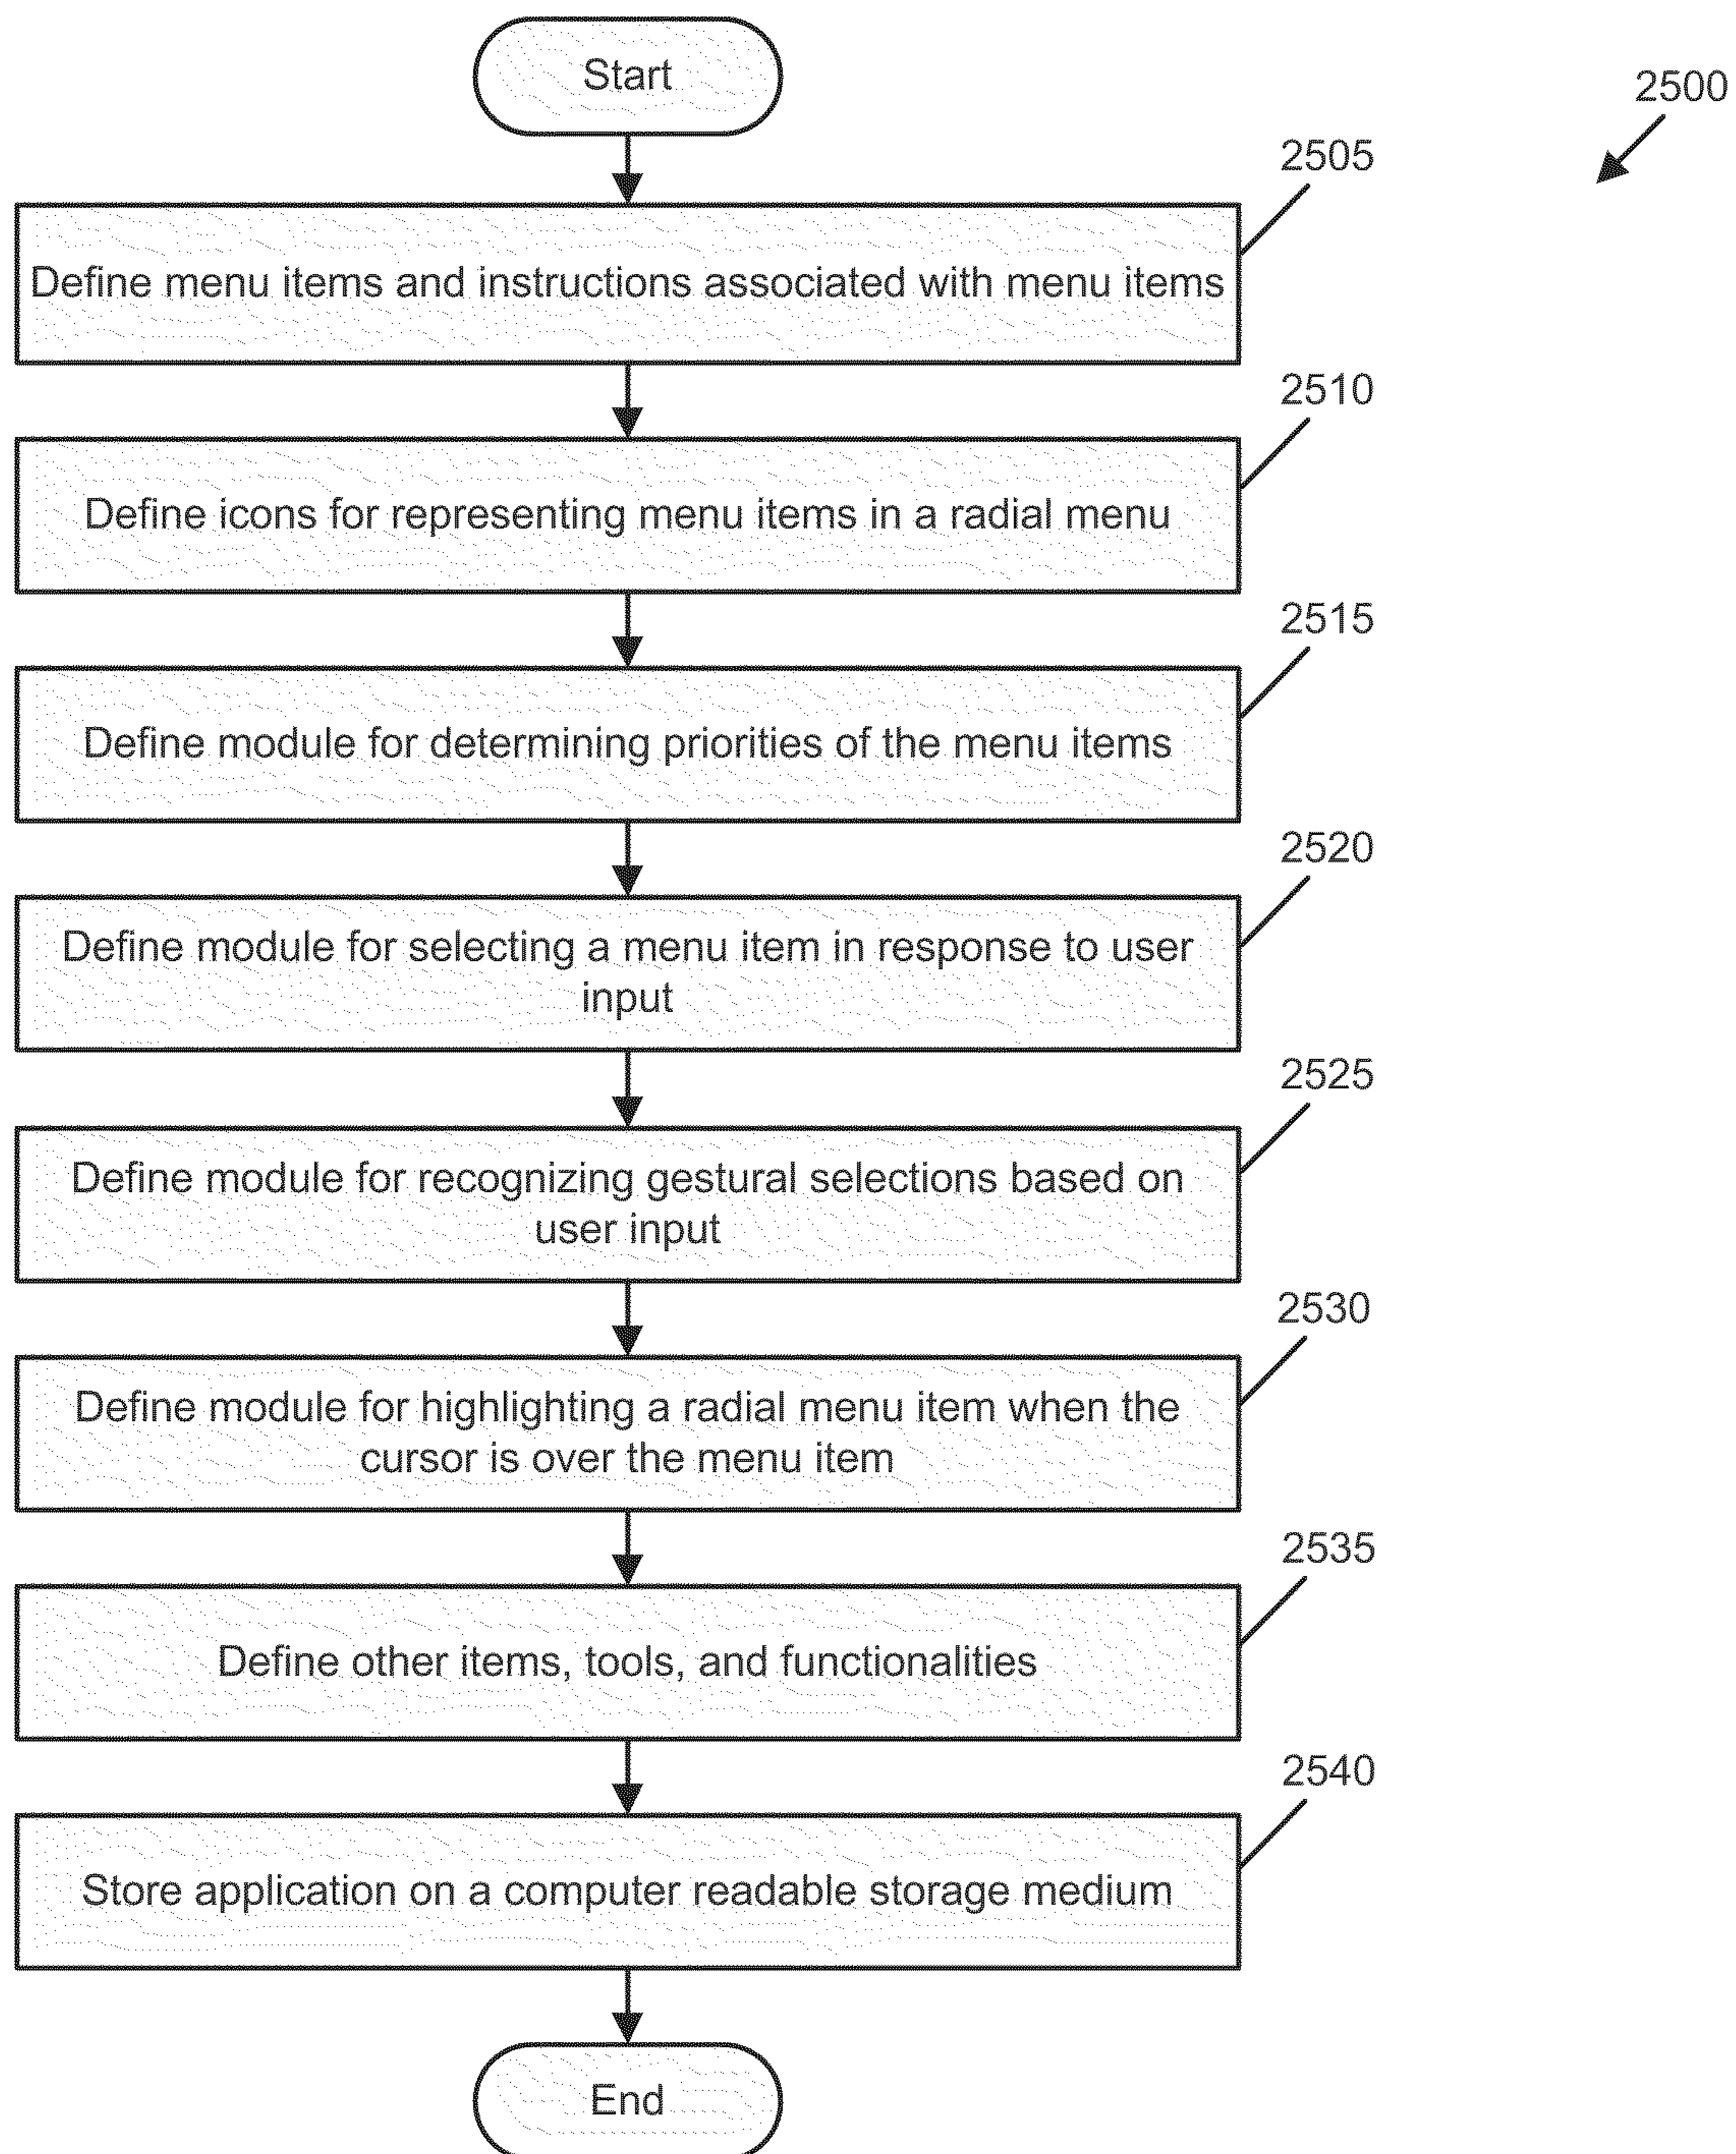 Start
2500
2505
Define menu items and instructions associated with menu items
2510
Define icons for representing menu items in a radial menu
2515
Define module for determining priorities of the menu items
2520
Define module for selecting a menu item in response to user
input
2525
Define module for recognizing gestural selections based on
user input
2530
Define module for highlighting a radial menu item when the
cursor is over the menu item
2535
Define other items, tools, and functionalities
2540
Store application on a computer readable storage medium
End